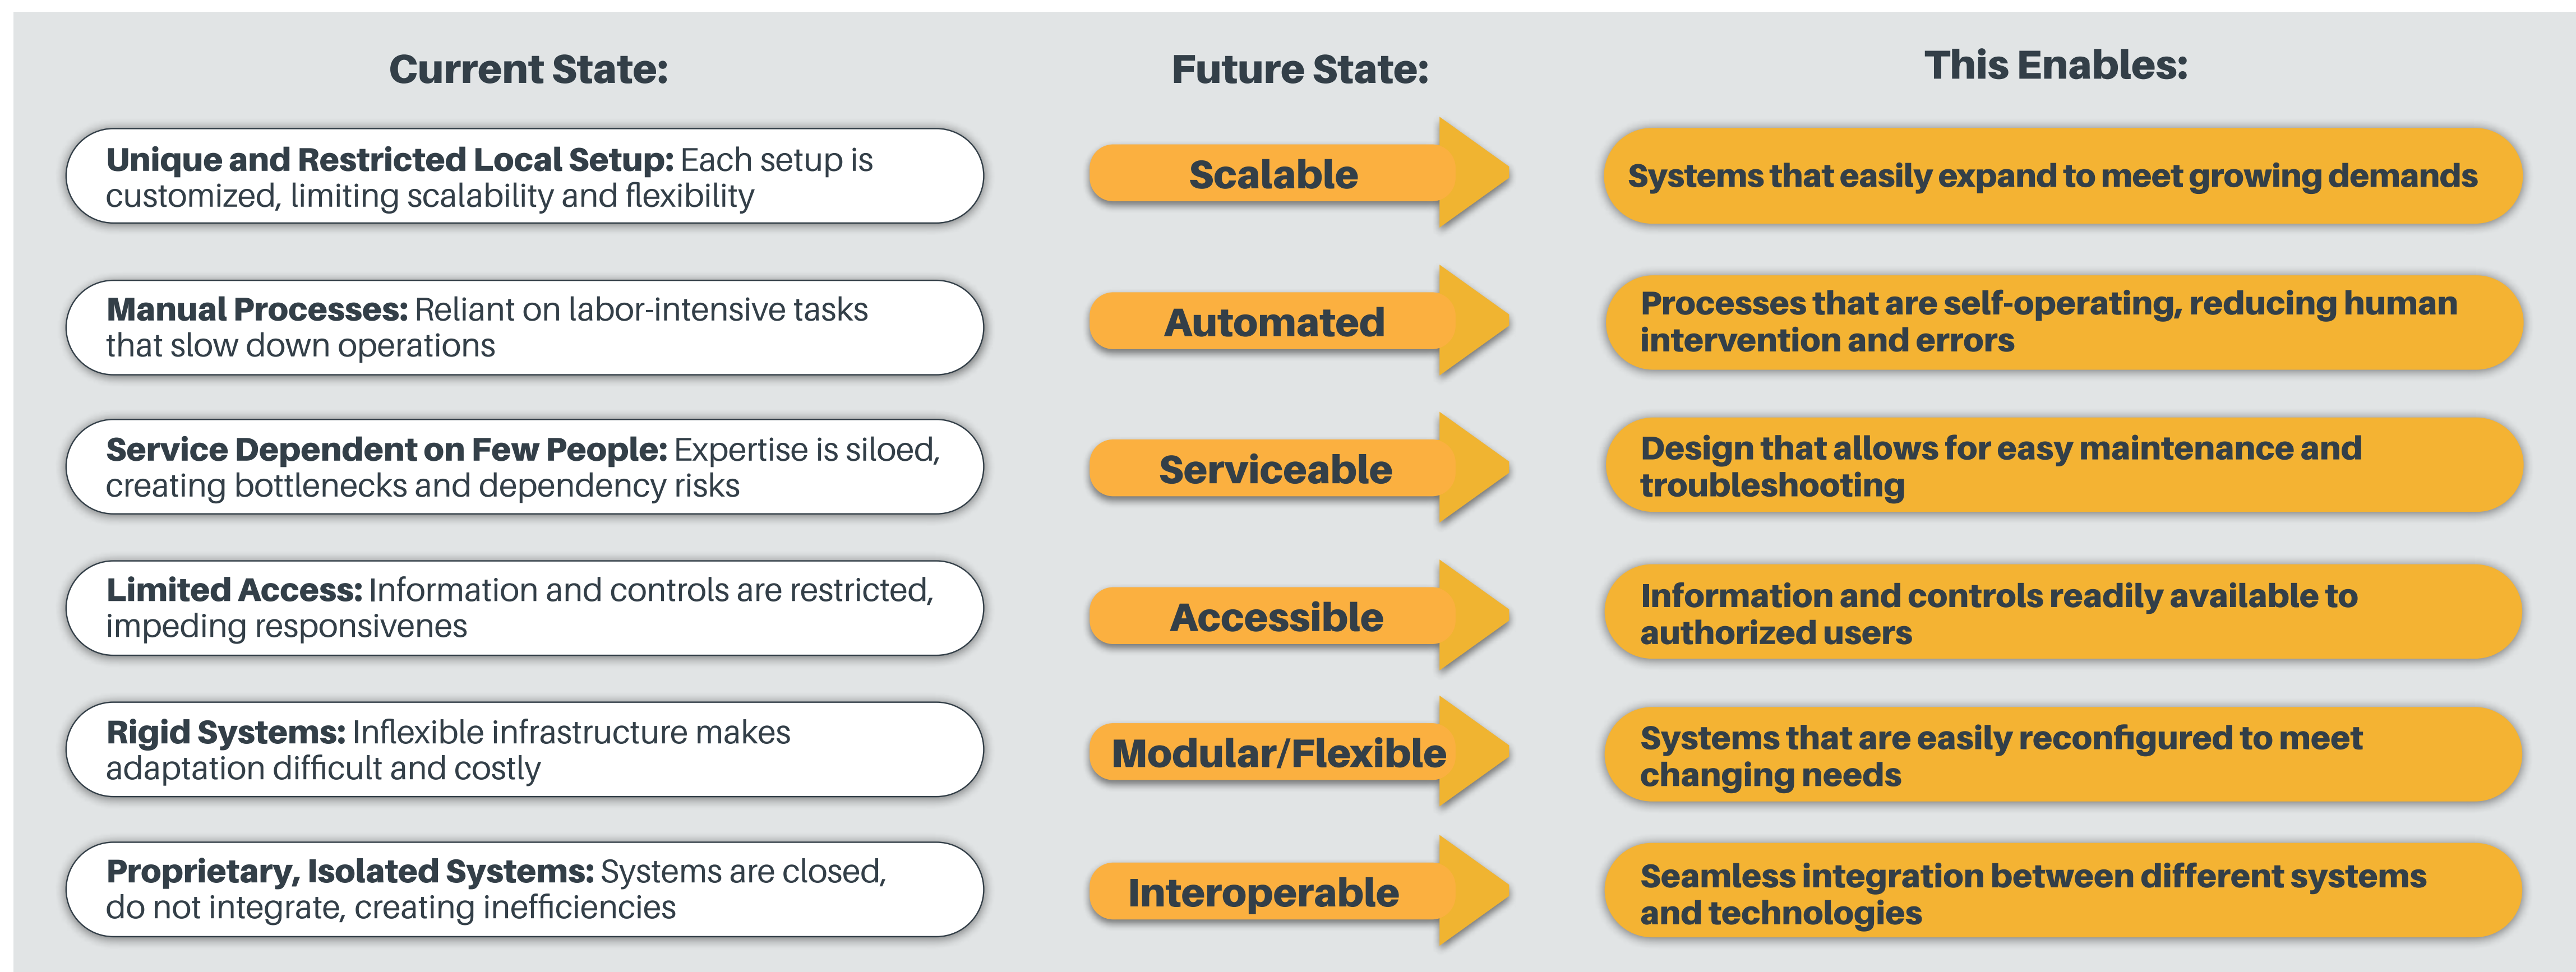 Current State:
Future State:
This Enables:
Unique and Restricted Local Setup: Each setup is
customized, limiting scalability and flexibility
Scalable
Systems that easily expand to meet growing demands
Manual Processes: Reliant on labor-intensive tasks
that slow down operations
Automated
Processes that are self-operating, reducing human
intervention and errors
Service Dependent on Few People: Expertise is siloed,
creating bottlenecks and dependency risks
Serviceable
Design that allows for easy maintenance and
troubleshooting
Limited Access: Information and controls are restricted,
impeding responsivenes
Accessible
Information and controls readily available to
authorized users
Rigid Systems: Inflexible infrastructure makes
adaptation difficult and costly
Modular/Flexible
Systems that are easily reconfigured to meet
changing needs
Proprietary, Isolated Systems: Systems are closed,
do not integrate, creating inefficiencies
Interoperable
Seamless integration between different systems
and technologies